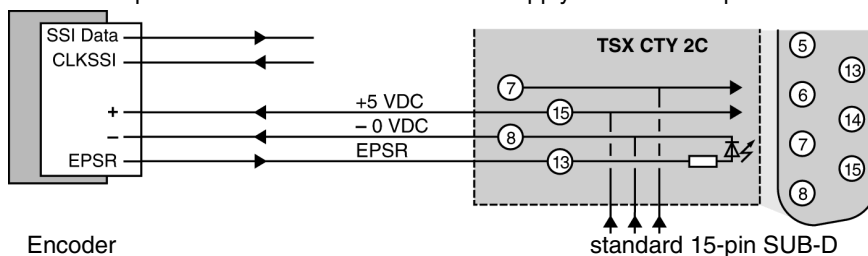 SSI Data
CLKSSI
TSX CTY 2C
5
13
7
6
+ +5 VDC 15
14
– – 0 VDC 8
7
EPSR EPSR 13
15
8
Encoder standard 15-pin SUB-D